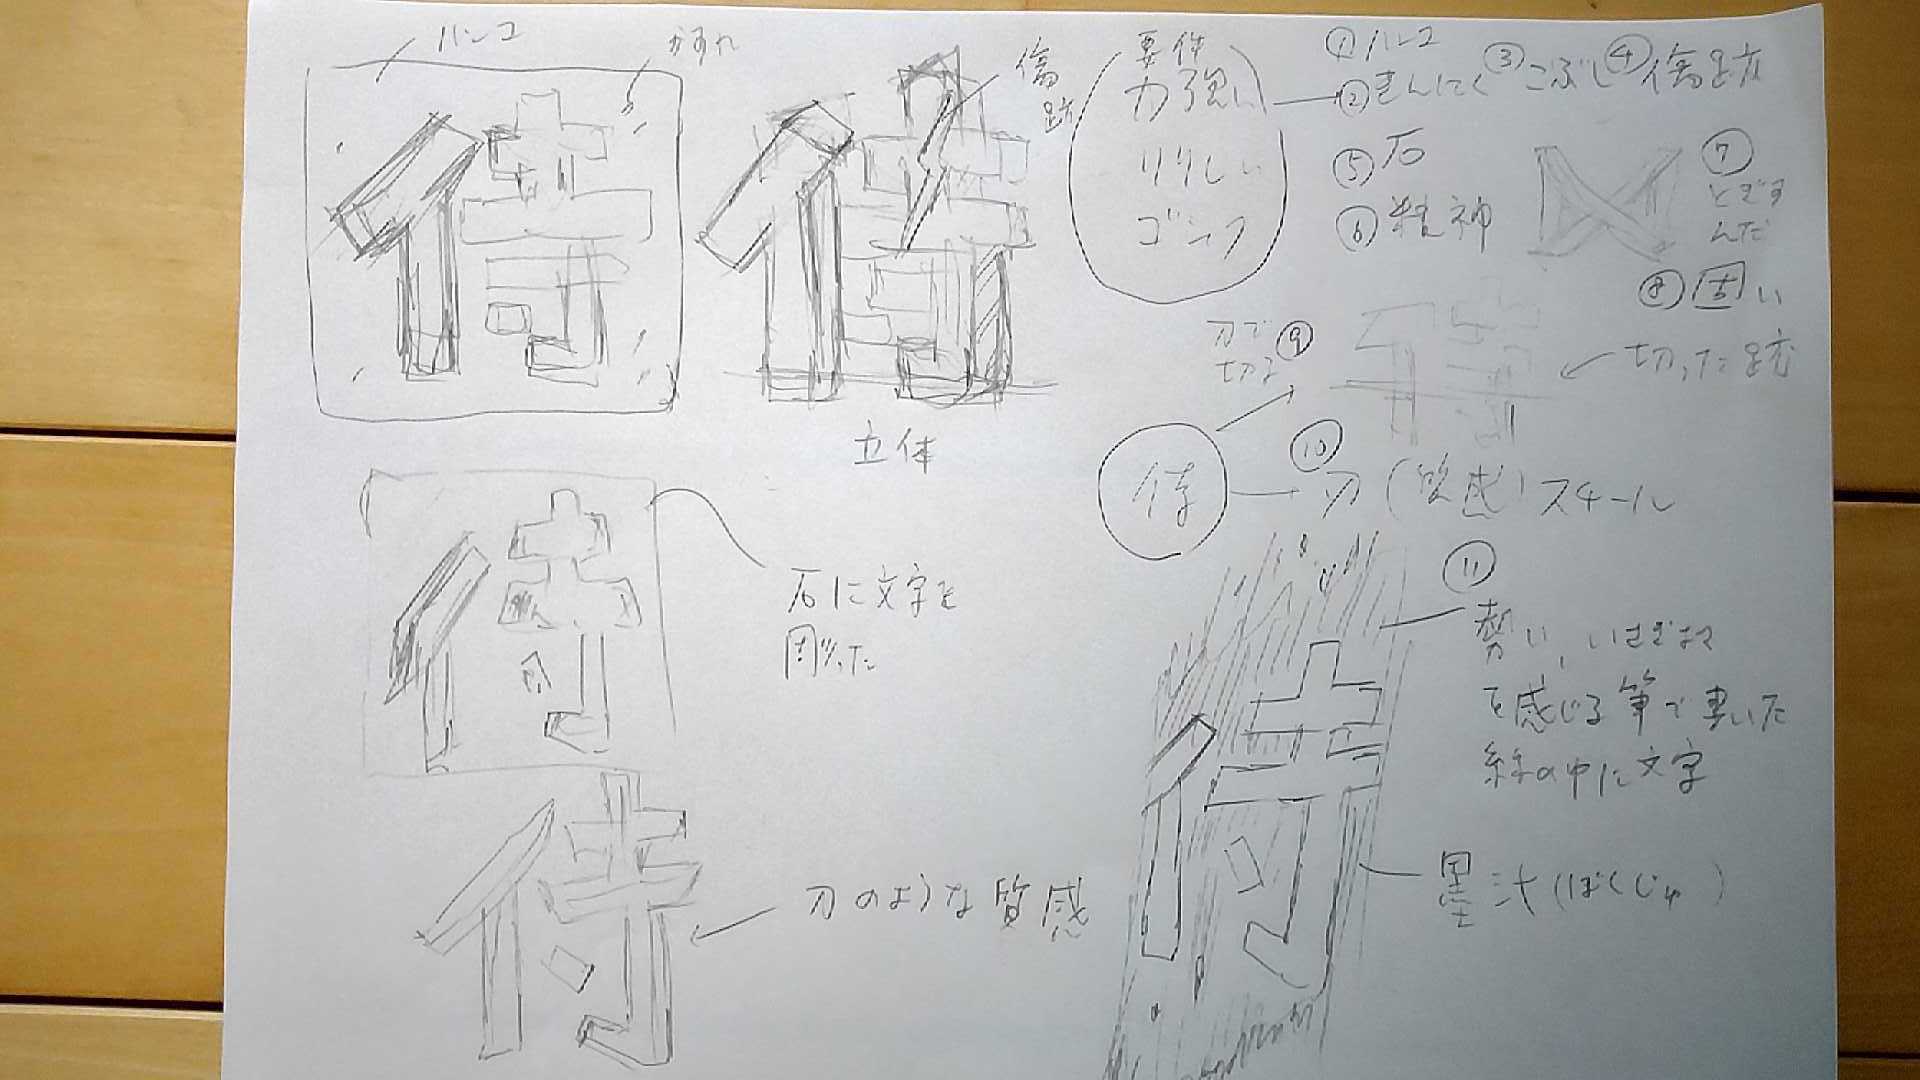 ハンコ
かすれ
侍
侍
傷
跡
立体
要件
力強い
りりしい
ゴシック
①ハンコ
②きんにく ③こぶし ④傷跡
⑤石
⑥精神
⑦
とぎす
んだ
⑧固い
刀で ⑨
切る
侍
切った跡
侍
⑩
刃(質感)スチール
侍
石に文字を
彫った
⑪
勢い、いさぎよさ
を感じる筆で書いた
線の中に文字
侍
墨汁(ぼくじゅう)
侍
刀のような質感